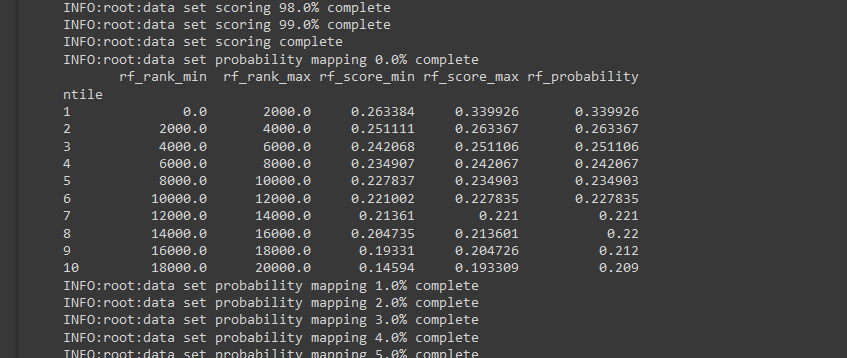 INFO:root:data set scoring 98.0% complete
INFO:root:data set scoring 99.0% complete
INFO:root:data set scoring complete
INFO:root:data set probability mapping 0.0% complete
rf_rank_min rf_rank_max rf_score_min rf_score_max rf_probability
ntile
1 0.0 2000.0 0.263384 0.339926 0.339926
2 2000.0 4000.0 0.251111 0.263367 0.263367
3 4000.0 6000.0 0.242068 0.251106 0.251106
4 6000.0 8000.0 0.234907 0.242067 0.242067
5 8000.0 10000.0 0.227837 0.234903 0.234903
6 10000.0 12000.0 0.221002 0.227835 0.227835
7 12000.0 14000.0 0.21361 0.221 0.221
8 14000.0 16000.0 0.204735 0.213601 0.22
9 16000.0 18000.0 0.19331 0.204726 0.212
10 18000.0 20000.0 0.14594 0.193309 0.209
INFO:root:data set probability mapping 1.0% complete
INFO:root:data set probability mapping 2.0% complete
INFO:root:data set probability mapping 3.0% complete
INFO:root:data set probability mapping 4.0% complete
INFO:root:data set probability mapping 5.0% complete